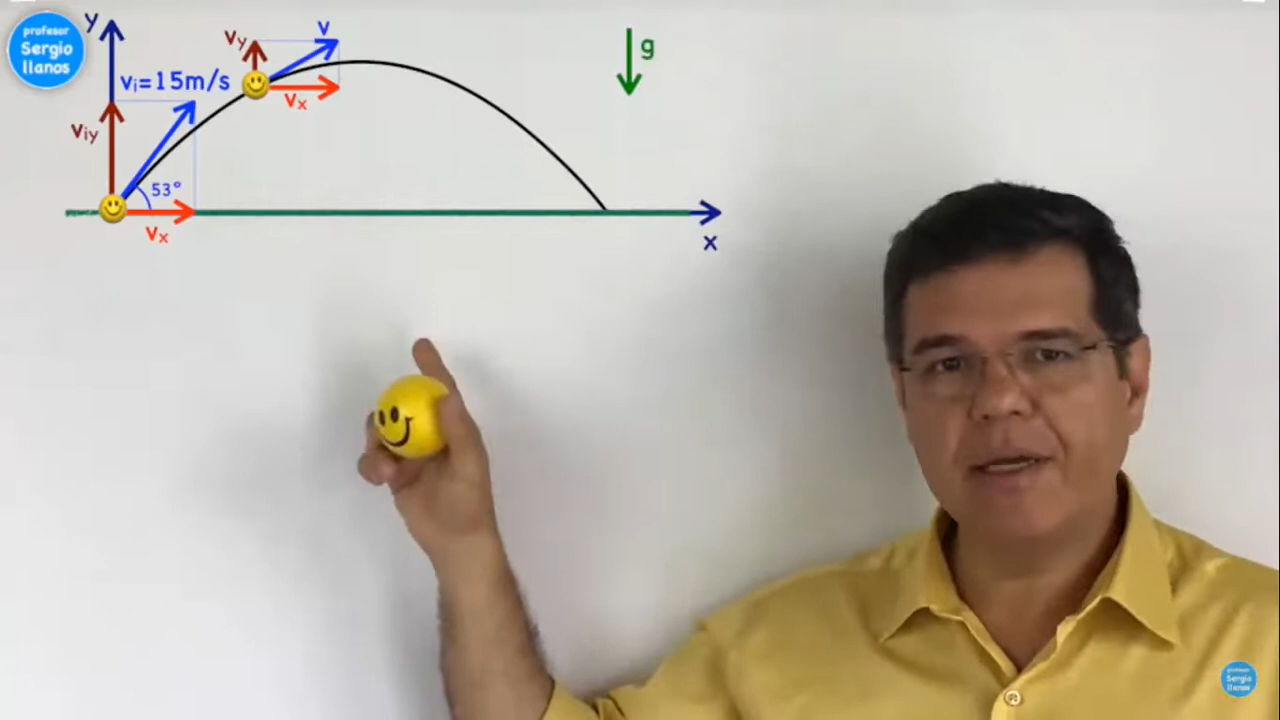 profesor
Sergio
llanos
y
vᵢ=15m/s
vᵢy
53°
vₓ
vy
v
vₓ
g
x
profesor
Sergio
llanos